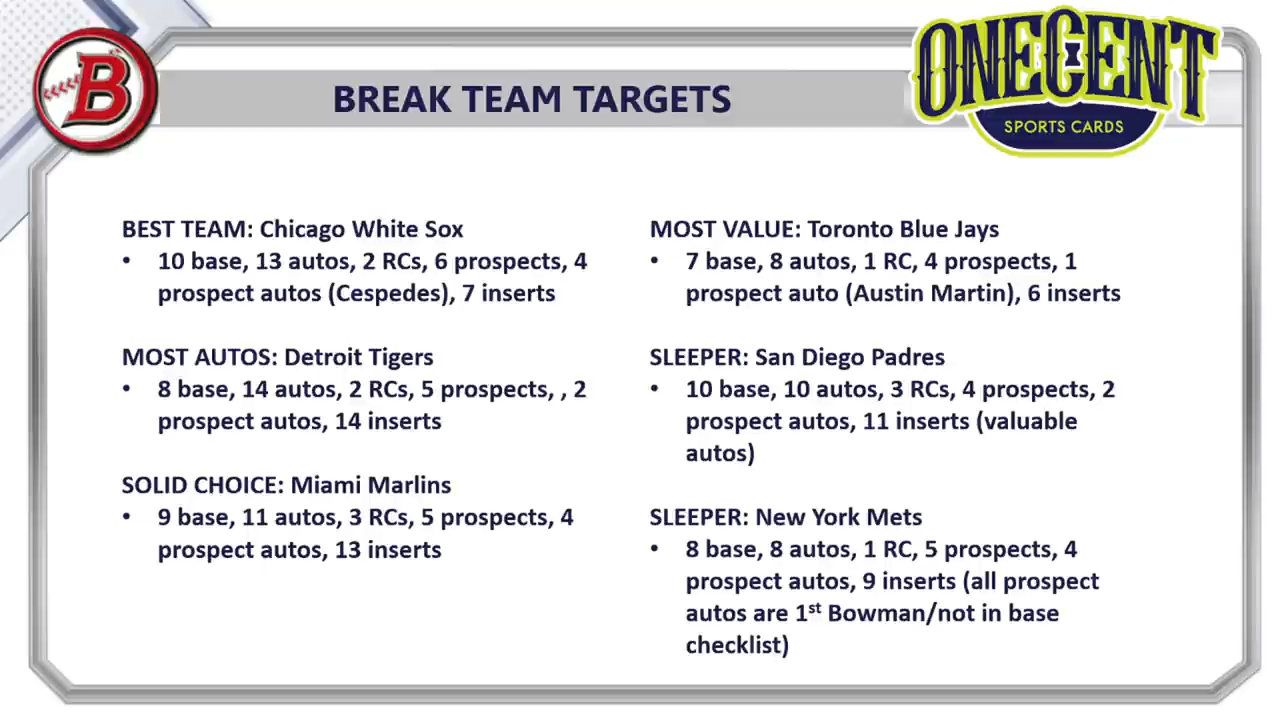 B
ONECENT
SPORTS CARDS
BREAK TEAM TARGETS
BEST TEAM: Chicago White Sox
• 10 base, 13 autos, 2 RCs, 6 prospects, 4
prospect autos (Cespedes), 7 inserts
MOST AUTOS: Detroit Tigers
• 8 base, 14 autos, 2 RCs, 5 prospects, , 2
prospect autos, 14 inserts
SOLID CHOICE: Miami Marlins
• 9 base, 11 autos, 3 RCs, 5 prospects, 4
prospect autos, 13 inserts
MOST VALUE: Toronto Blue Jays
• 7 base, 8 autos, 1 RC, 4 prospects, 1
prospect auto (Austin Martin), 6 inserts
SLEEPER: San Diego Padres
• 10 base, 10 autos, 3 RCs, 4 prospects, 2
prospect autos, 11 inserts (valuable
autos)
SLEEPER: New York Mets
• 8 base, 8 autos, 1 RC, 5 prospects, 4
prospect autos, 9 inserts (all prospect
autos are 1st Bowman/not in base
checklist)